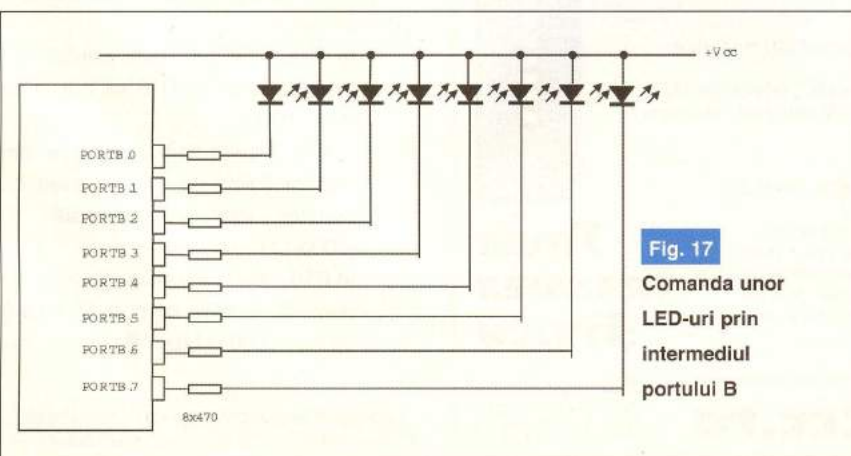 +Vcc
PORTB.0
PORTB.1
PORTB.2
PORTB.3
PORTB.4
PORTB.5
PORTB.6
PORTB.7
8x470
Fig. 17
Comanda unor
LED-uri prin
intermediul
portului B